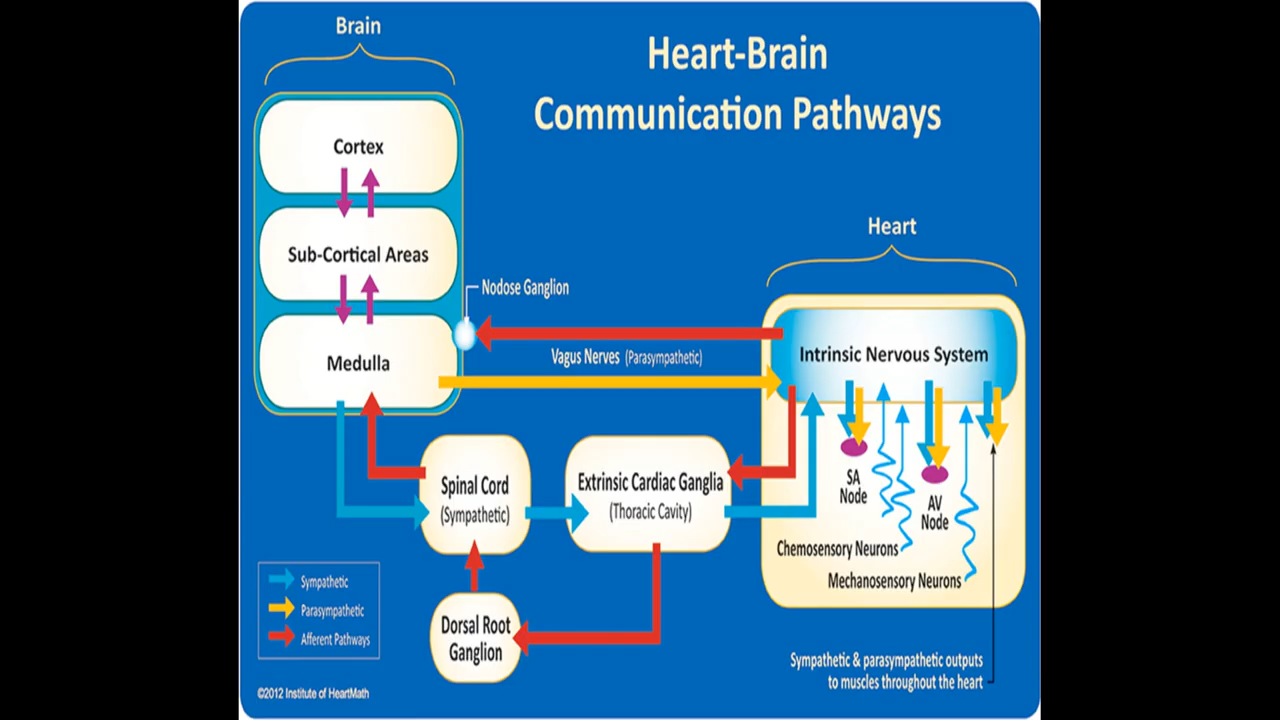 Brain
Heart-Brain
Communication Pathways
Cortex
Sub-Cortical Areas
Medulla
Nodose Ganglion
Vagus Nerves (Parasympathetic)
Heart
Intrinsic Nervous System
SA
Node
AV
Node
Chemosensory Neurons
Mechanosensory Neurons
Spinal Cord
(Sympathetic)
Extrinsic Cardiac Ganglia
(Thoracic Cavity)
Dorsal Root
Ganglion
Sympathetic
Parasympathetic
Afferent Pathways
Sympathetic & parasympathetic outputs
to muscles throughout the heart
©2012 Institute of HeartMath